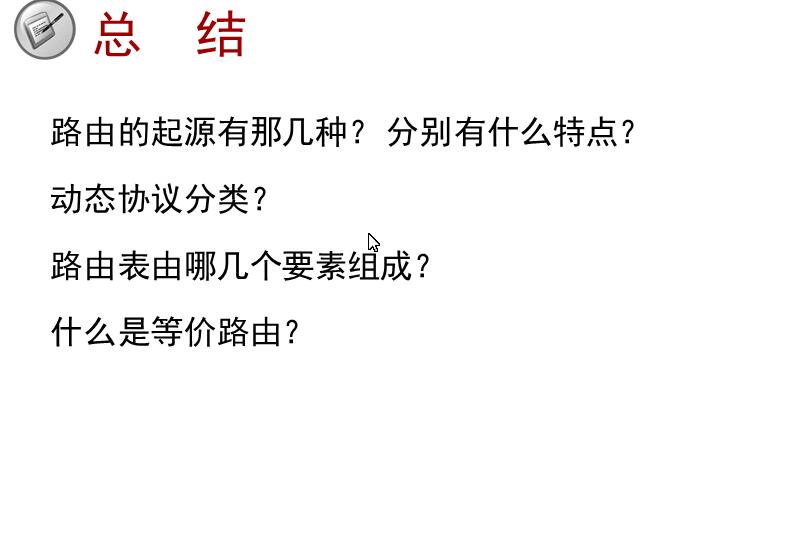 总 结
路由的起源有那几种？ 分别有什么特点？
动态协议分类？
路由表由哪几个要素组成？
什么是等价路由？